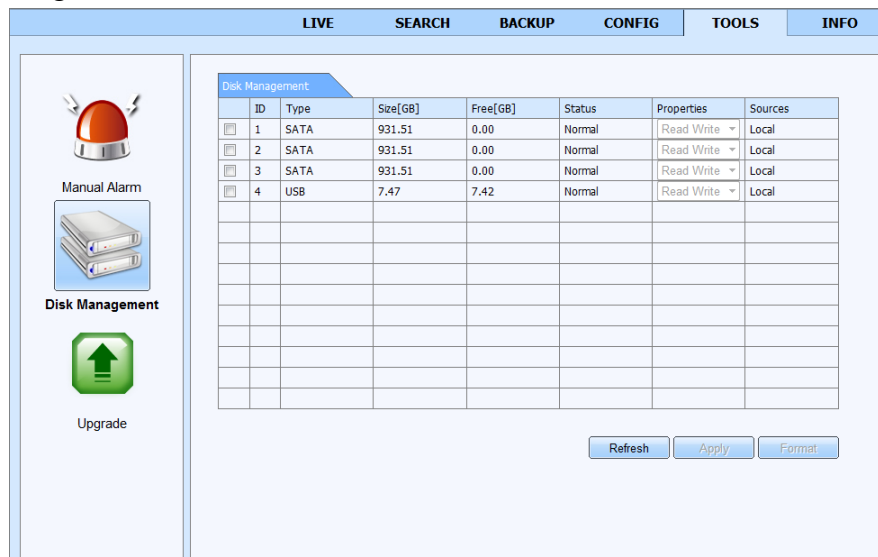 LIVE SEARCH BACKUP CONFIG TOOLS INFO
Manual Alarm
Disk Management
Upgrade
Disk Management
ID Type Size[GB] Free[GB] Status Properties Sources
1 SATA 931.51 0.00 Normal Read Write Local
2 SATA 931.51 0.00 Normal Read Write Local
3 SATA 931.51 0.00 Normal Read Write Local
4 USB 7.47 7.42 Normal Read Write Local
Refresh Apply Format